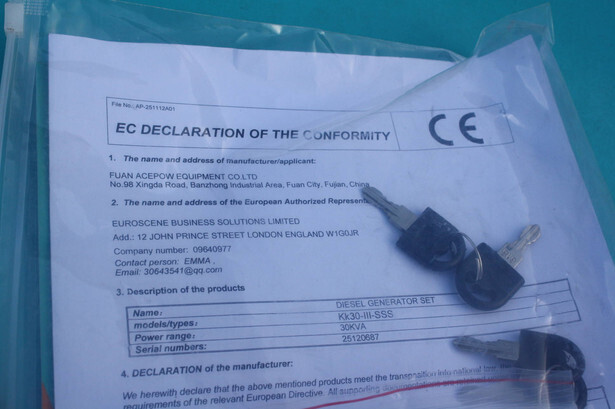 File No.: AP-251112A01
EC DECLARATION OF THE CONFORMITY
CE
1. The name and address of manufacturer/applicant:
FUAN ACEPOW EQUIPMENT CO.LTD
No.98 Xingda Road, Banzhong Industrial Area, Fuan City, Fujian, China
2. The name and address of the European Authorized
EUROSCENE BUSINESS SOLUTIONS LIMITED
Add.: 12 JOHN PRINCE STREET LONDON ENGLAND W1G0JR
Company number: 09640977
Contact person: EMMA .
Email: 30643541@qq.com
3. Description of the products
Name: DIESEL GENERATOR SET
models/types: Kk30-III-SSS
Power range: 30KVA
Serial numbers: 25120687
4. DECLARATION of the manufacturer:
We herewith declare that the above mentioned products meet the transposition into national
requirements of the relevant European Directive. All supporting